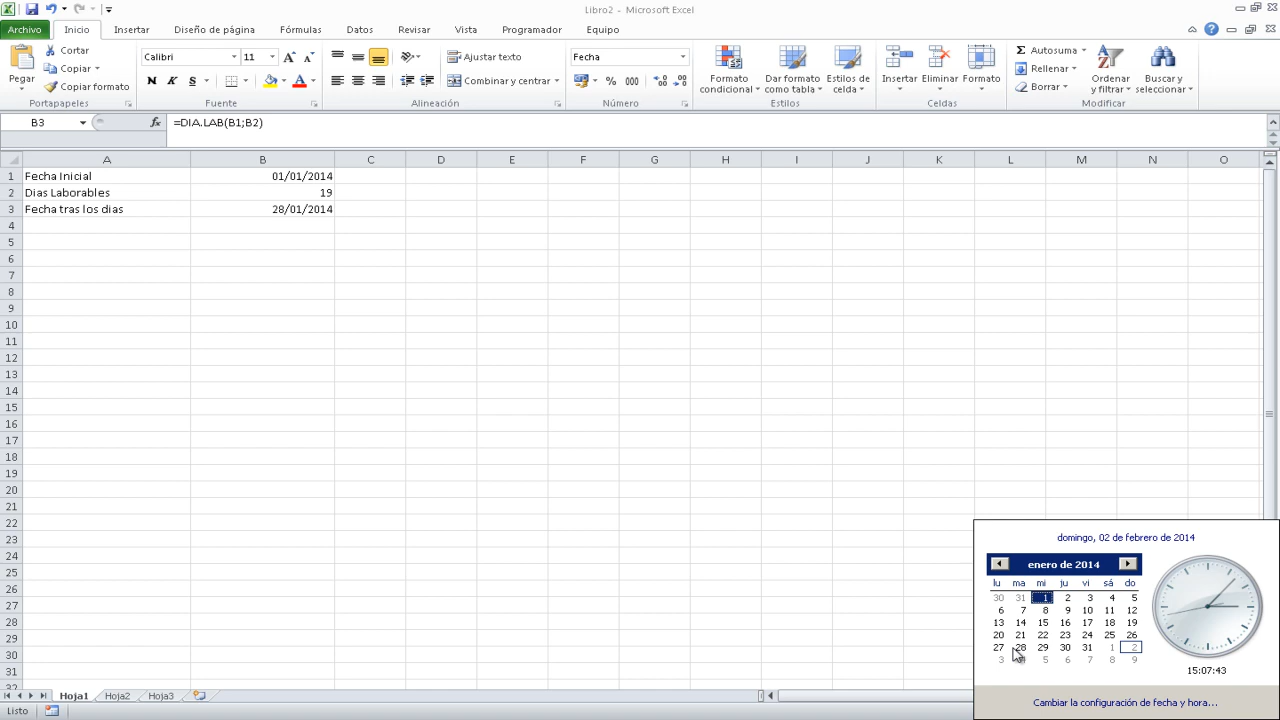 Libro2 - Microsoft Excel
Archivo Inicio Insertar Diseño de página Fórmulas Datos Revisar Vista Programador Equipo
Pegar
Cortar
Copiar
Copiar formato
Portapapeles
Calibri 11
N K S
Fuente
Ajustar texto
Combinar y centrar
Alineación
Fecha
% 000
Número
Formato condicional
Dar formato como tabla
Estilos de celda
Estilos
Insertar
Eliminar
Formato
Celdas
Autosuma
Rellenar
Borrar
Ordenar y filtrar
Buscar y seleccionar
Modificar
B3 fx =DIA.LAB(B1;B2)
A B C D E F G H I J K L M N O
1 Fecha Inicial 01/01/2014
2 Dias Laborables 19
3 Fecha tras los dias 28/01/2014
4
5
6
7
8
9
10
11
12
13
14
15
16
17
18
19
20
21
22
23
24
25
26
27
28
29
30
31
32
domingo, 02 de febrero de 2014
enero de 2014
lu ma mi ju vi sá do
30 31 1 2 3 4 5
6 7 8 9 10 11 12
13 14 15 16 17 18 19
20 21 22 23 24 25 26
27 28 29 30 31 1 2
3 5 6 7 8 9
15:07:43
Cambiar la configuración de fecha y hora...
Hoja1 Hoja2 Hoja3
Listo